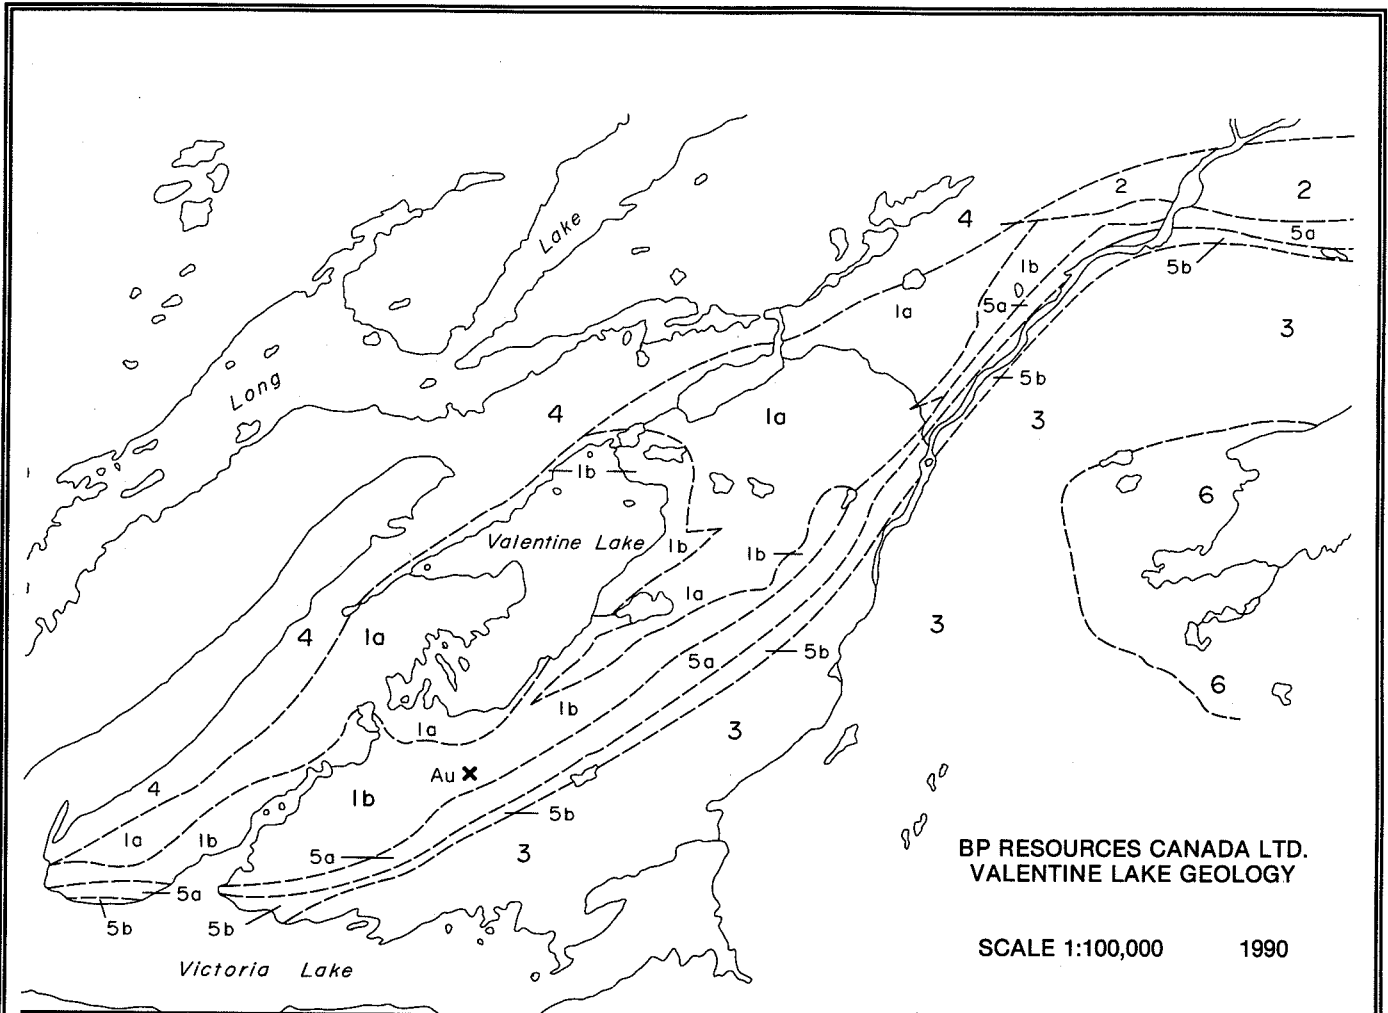 2
2
4
5a
1b
5b
5a
1a
3
Lake
5b
Long
4
1a
3
1b
6
Valentine Lake
1b
1b
1a
3
4
1a
5a
5b
6
1b
1a
3
Au
4
1b
5b
1a
1b
3
5a
BP RESOURCES CANADA LTD.
VALENTINE LAKE GEOLOGY
5a
5b
5b
SCALE 1:100,000 1990
Victoria Lake